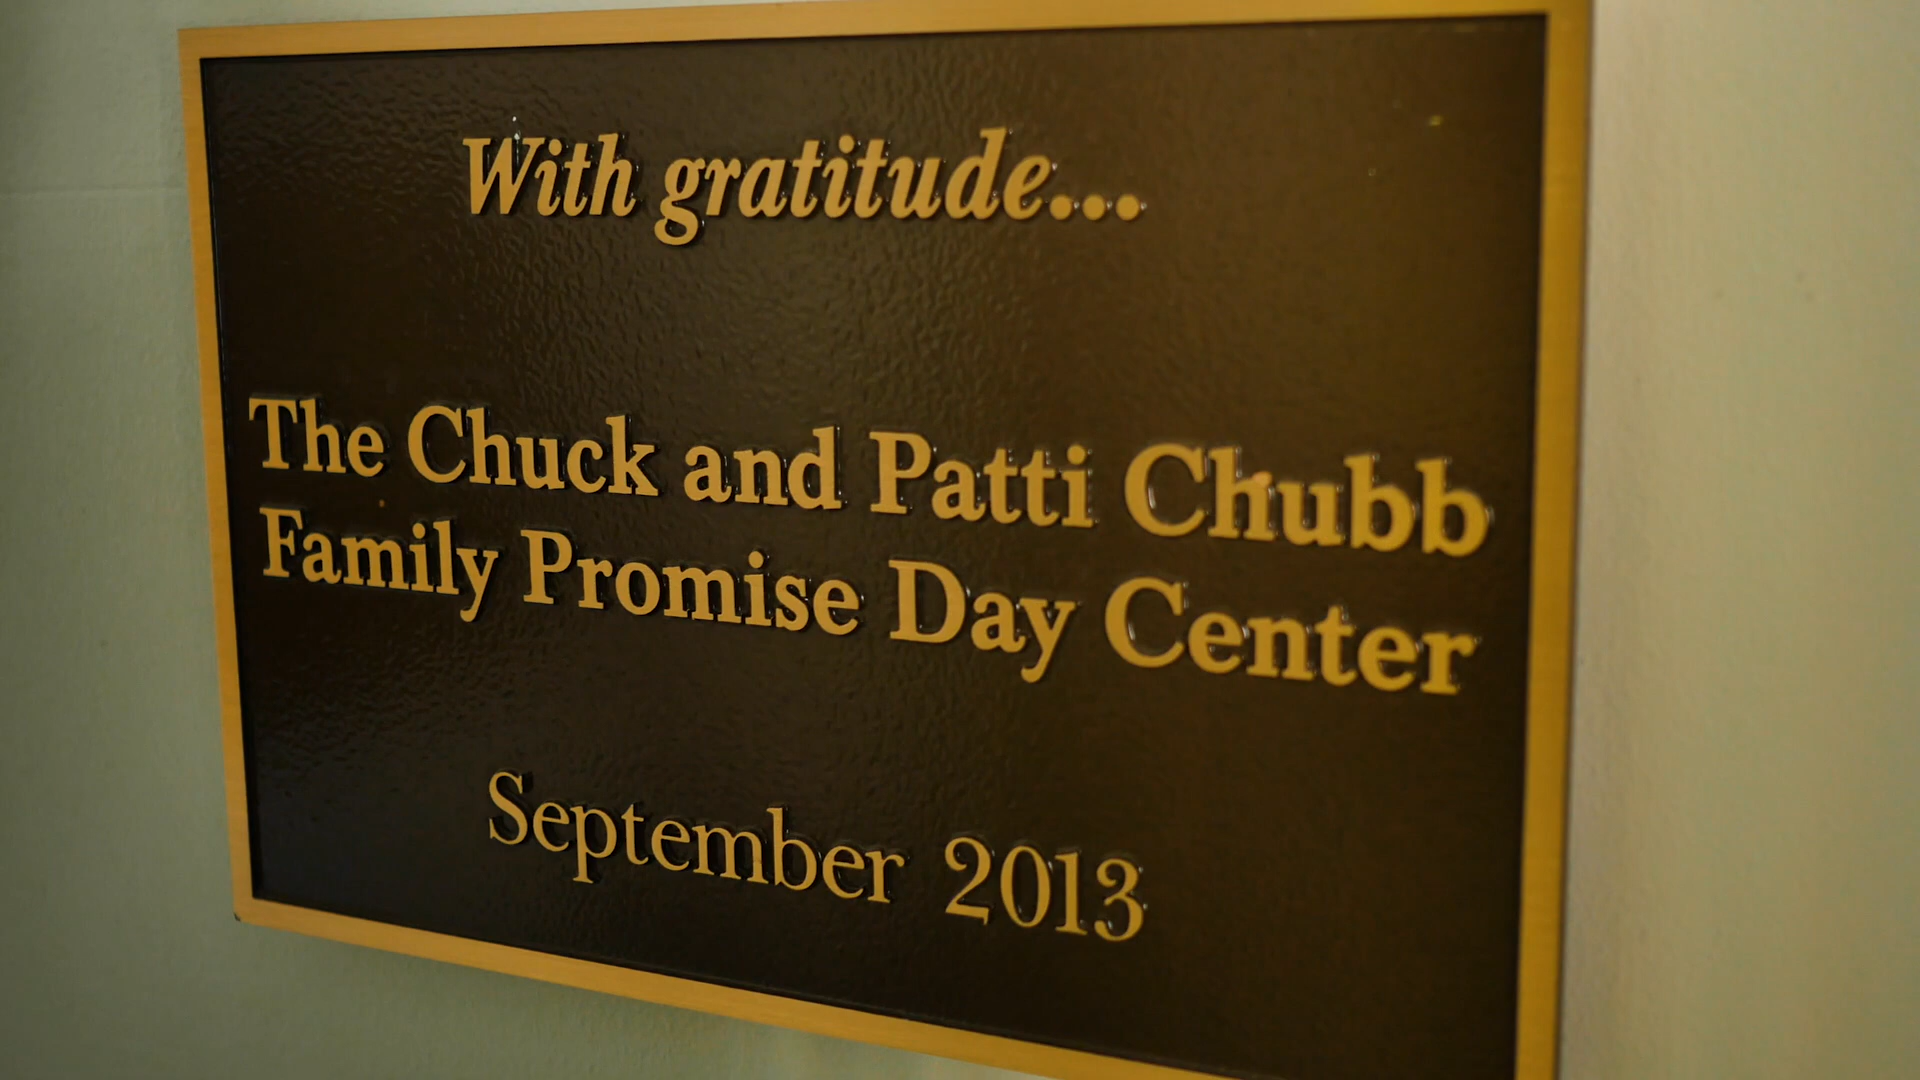 With gratitude...
The Chuck and Patti Chubb
Family Promise Day Center
September 2013